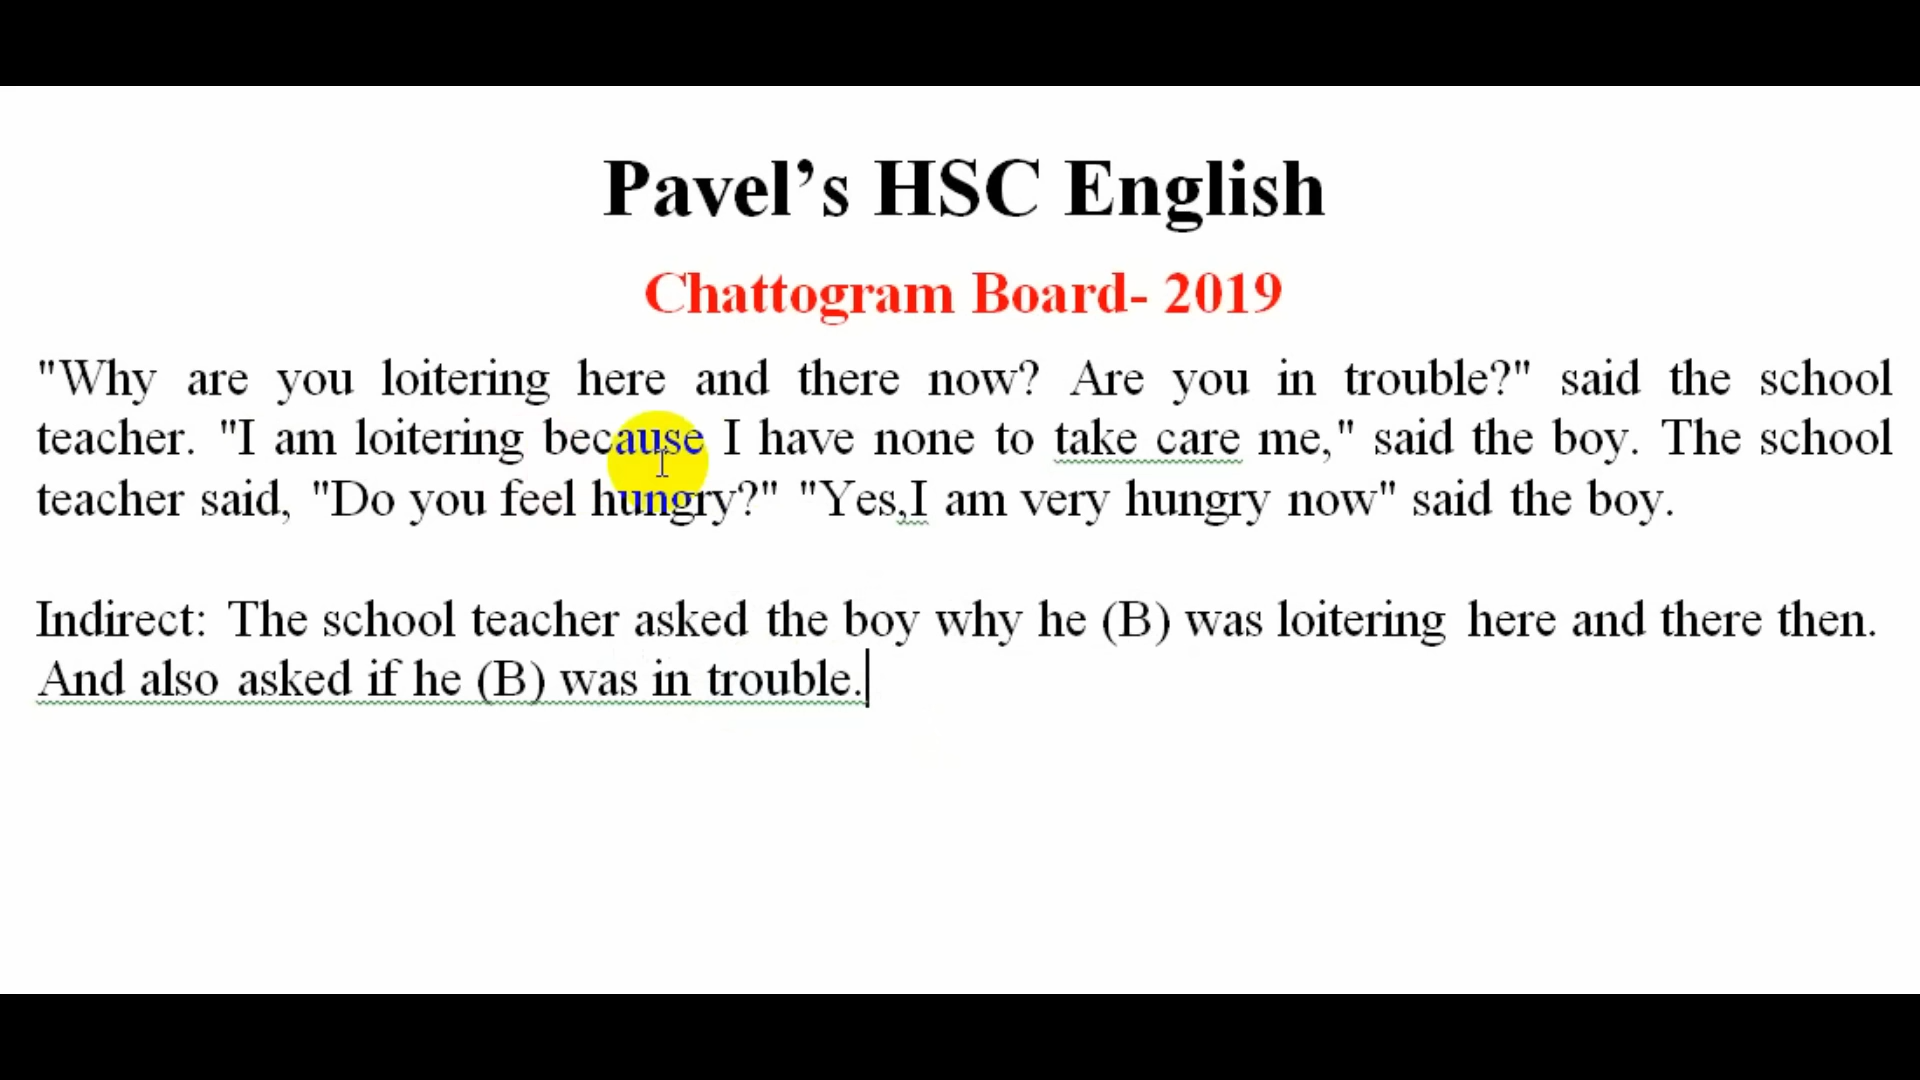 Pavel’s HSC English
Chattogram Board- 2019
"Why are you loitering here and there now? Are you in trouble?" said the school
teacher. "I am loitering because I have none to take care me," said the boy. The school
teacher said, "Do you feel hungry?" "Yes,I am very hungry now" said the boy.
Indirect: The school teacher asked the boy why he (B) was loitering here and there then.
And also asked if he (B) was in trouble.